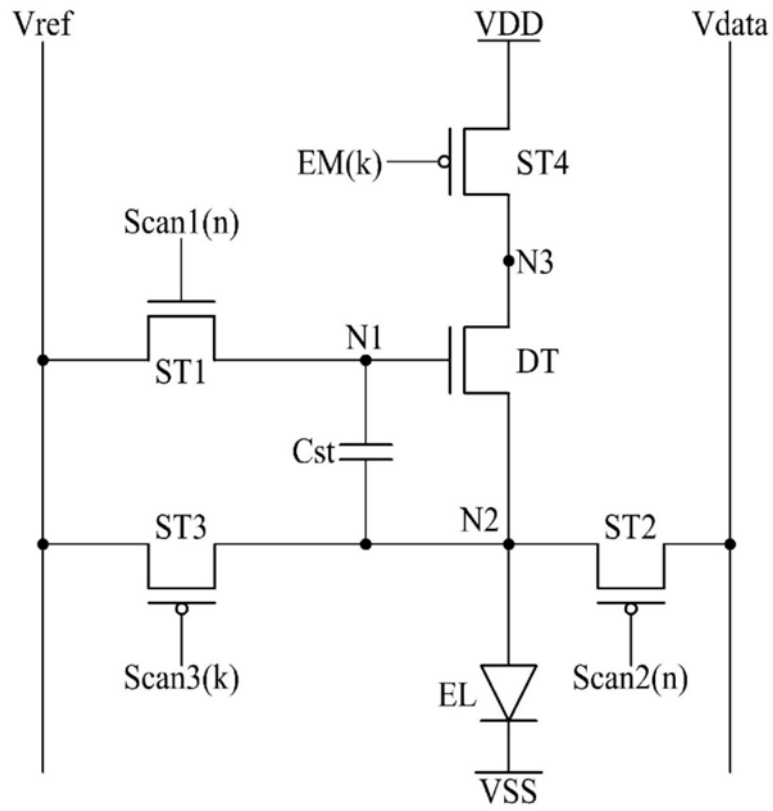 Vref
VDD
Vdata
EM(k)
ST4
Scan1(n)
N3
N1
ST1
DT
Cst
ST3
N2
ST2
Scan3(k)
EL
Scan2(n)
VSS